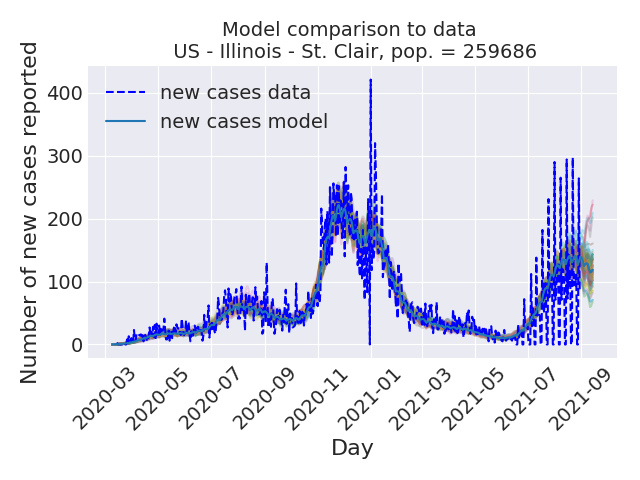 Model comparison to data
US - Illinois - St. Clair, pop. = 259686
Number of new cases reported
400
300
200
100
0
new cases data
new cases model
2020-03
2020-05
2020-07
2020-09
2020-11
2021-01
2021-03
2021-05
2021-07
2021-09
Day